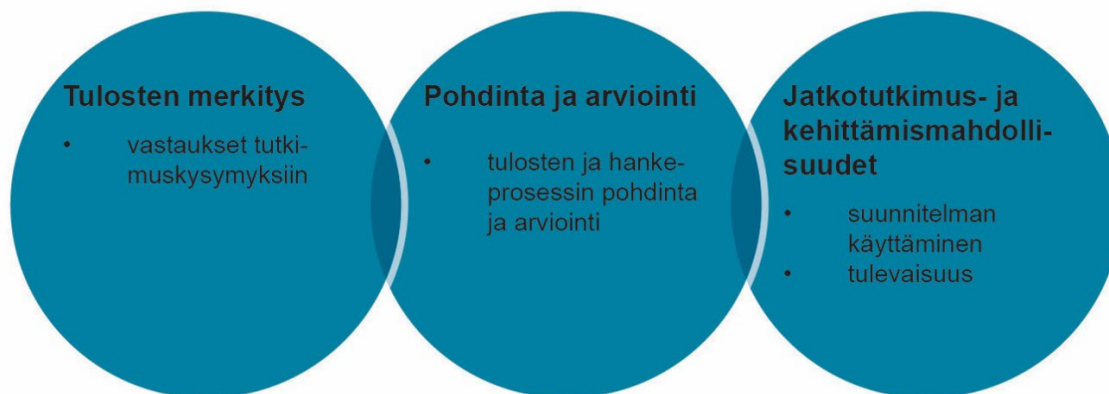 Tulosten merkitys
• vastaukset tutki-
muskysymyksiin
Pohdinta ja arviointi
• tulosten ja hanke-
prosessin pohdinta
ja arviointi
Jatkotutkimus- ja
kehittämismahdolli-
suudet
• suunnitelman
käyttäminen
• tulevaisuus